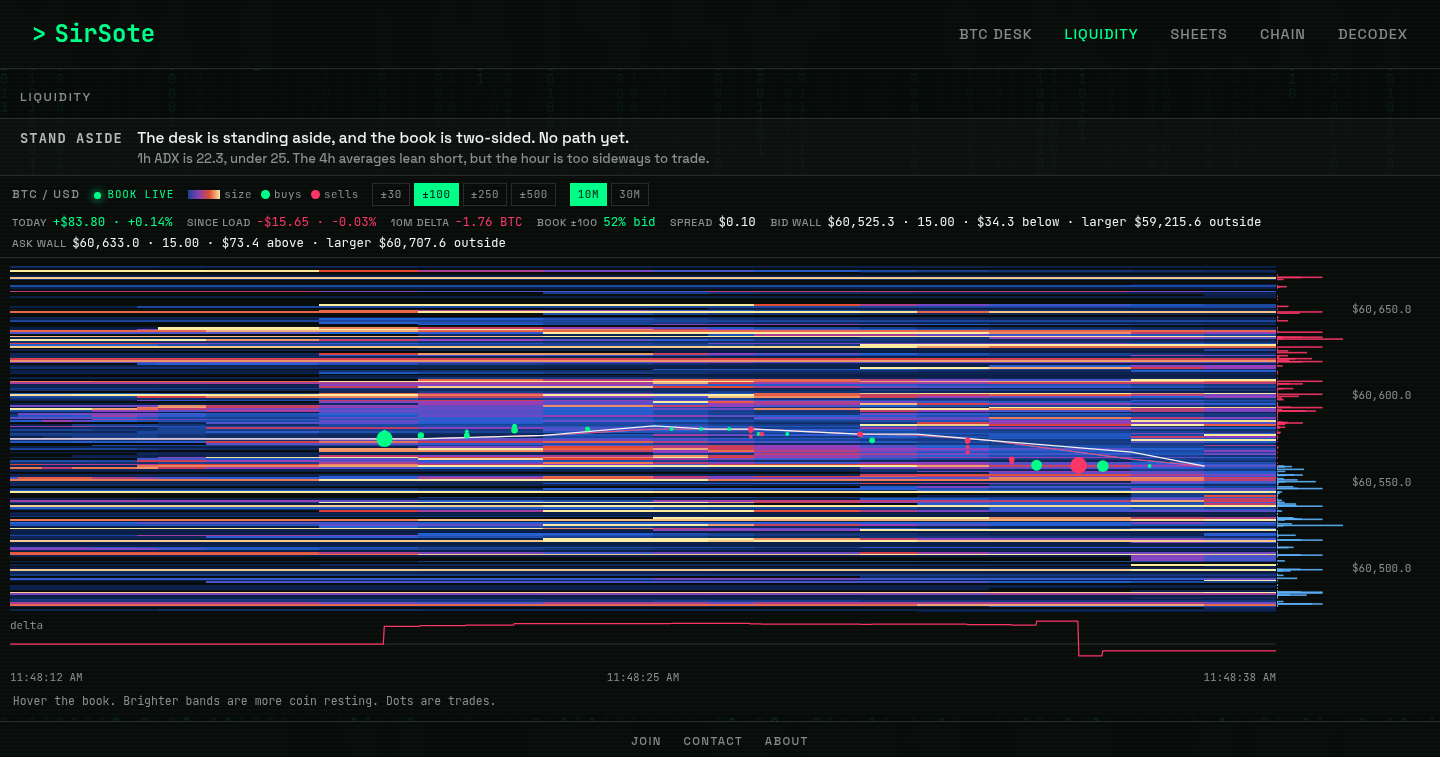 > SirSote
BTC DESK LIQUIDITY SHEETS CHAIN DECODEX
LIQUIDITY
STAND ASIDE The desk is standing aside, and the book is two-sided. No path yet.
1h ADX is 22.3, under 25. The 4h averages lean short, but the hour is too sideways to trade.
BTC / USD BOOK LIVE size buys sells ±30 ±100 ±250 ±500 10M 30M
TODAY +$83.80 · +0.14% SINCE LOAD -$15.65 · -0.03% 10M DELTA -1.76 BTC BOOK ±100 52% bid SPREAD $0.10 BID WALL $60,525.3 · 15.00 · $34.3 below · larger $59,215.6 outside
ASK WALL $60,633.0 · 15.00 · $73.4 above · larger $60,707.6 outside
$60,650.0
$60,600.0
$60,550.0
$60,500.0
delta
11:48:12 AM 11:48:25 AM 11:48:38 AM
Hover the book. Brighter bands are more coin resting. Dots are trades.
JOIN CONTACT ABOUT